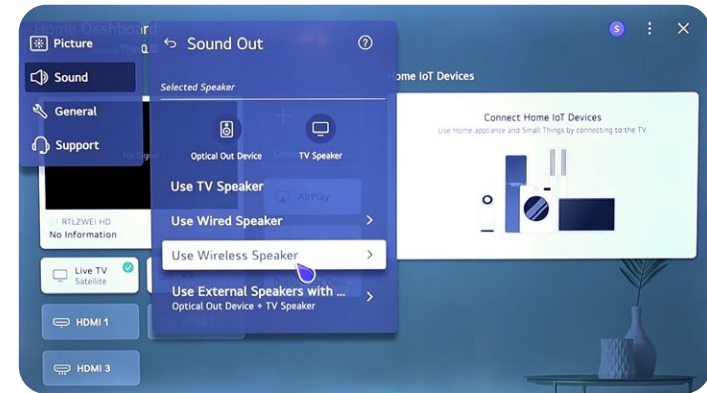 Home Dashboard
Picture
Sound
General
Support
Sound Out
Selected Speaker
Optical Out Device
TV Speaker
Use TV Speaker
Use Wired Speaker
Use Wireless Speaker
Use External Speakers with ...
Optical Out Device + TV Speaker
AirPlay
S
Home IoT Devices
Connect Home IoT Devices
Use Home appliance and Small Things by connecting to the TV.
RTLZWEI HD
No Information
Live TV
Satellite
HDMI 1
HDMI 3